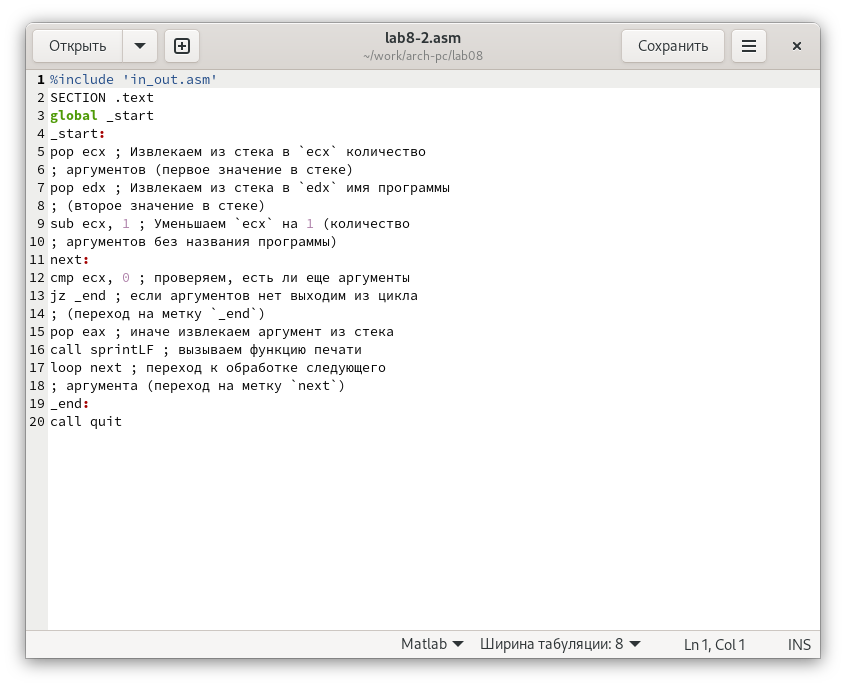 Открыть
lab8-2.asm
~/work/arch-pc/lab08
Сохранить
1 %include 'in_out.asm'
2 SECTION .text
3 global _start
4 _start:
5 pop ecx ; Извлекаем из стека в `ecx` количество
6 ; аргументов (первое значение в стеке)
7 pop edx ; Извлекаем из стека в `edx` имя программы
8 ; (второе значение в стеке)
9 sub ecx, 1 ; Уменьшаем `ecx` на 1 (количество
10 ; аргументов без названия программы)
11 next:
12 cmp ecx, 0 ; проверяем, есть ли еще аргументы
13 jz _end ; если аргументов нет выходим из цикла
14 ; (переход на метку `_end`)
15 pop eax ; иначе извлекаем аргумент из стека
16 call sprintLF ; вызываем функцию печати
17 loop next ; переход к обработке следующего
18 ; аргумента (переход на метку `next`)
19 _end:
20 call quit
Matlab Ширина табуляции: 8 Ln 1, Col 1 INS